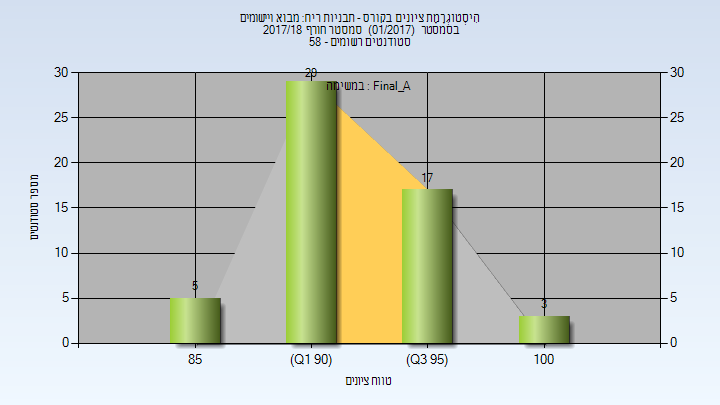 היסטוגרמת ציונים בקורס - תבניות ריח: מבוא וישומים
בסמסטר (01/2017) סמסטר חורף 2017/18
סטודנטים רשומים - 58
במשימה : Final_A
מספר סטודנטים
30 30
25 25
20 20
15 15
10 10
5 5
0 0
5
29
17
3
85 (Q1 90) (Q3 95) 100
טווח ציונים